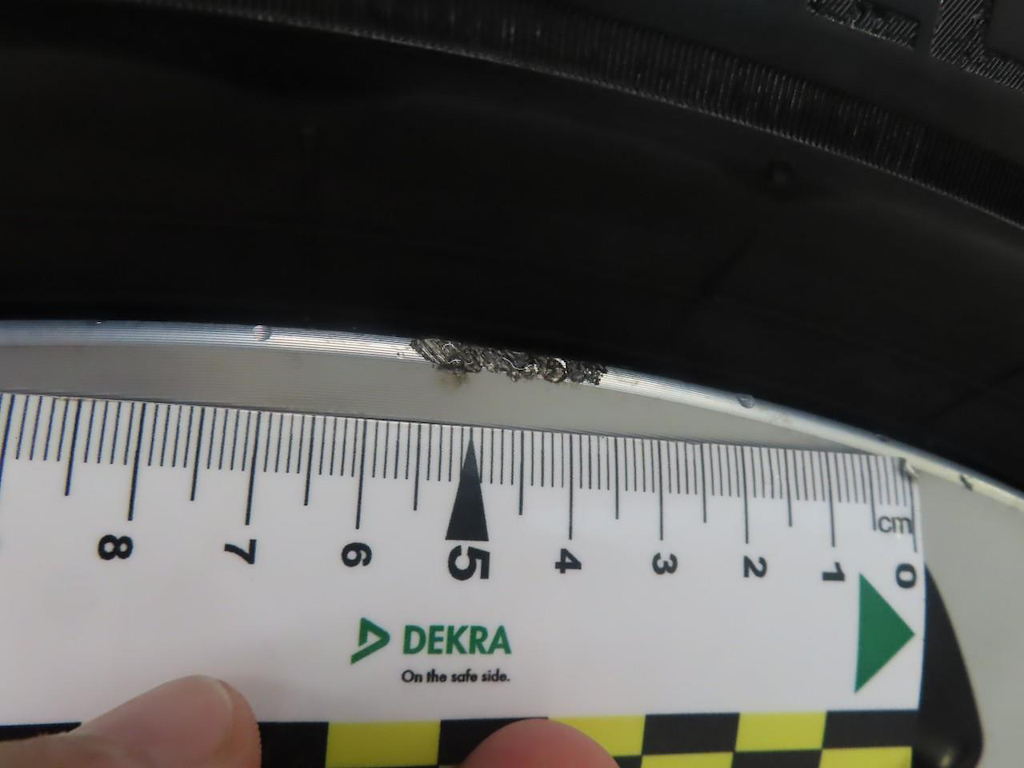 cm
8 7 6 5 4 3 2 1 0
DEKRA
On the safe side.